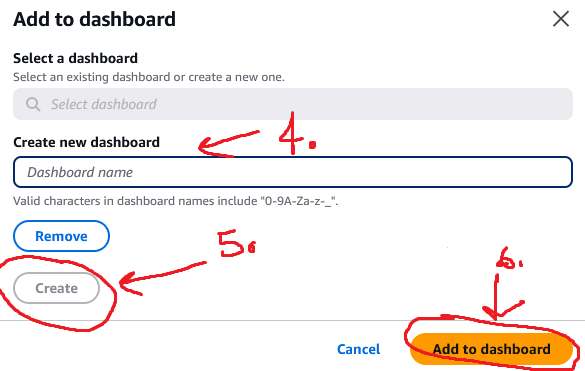 Add to dashboard
Select a dashboard
Select an existing dashboard or create a new one.
Select dashboard
Create new dashboard
4.
Dashboard name
Valid characters in dashboard names include "0-9A-Za-z-_".
Remove
5.
Create
6.
Cancel
Add to dashboard